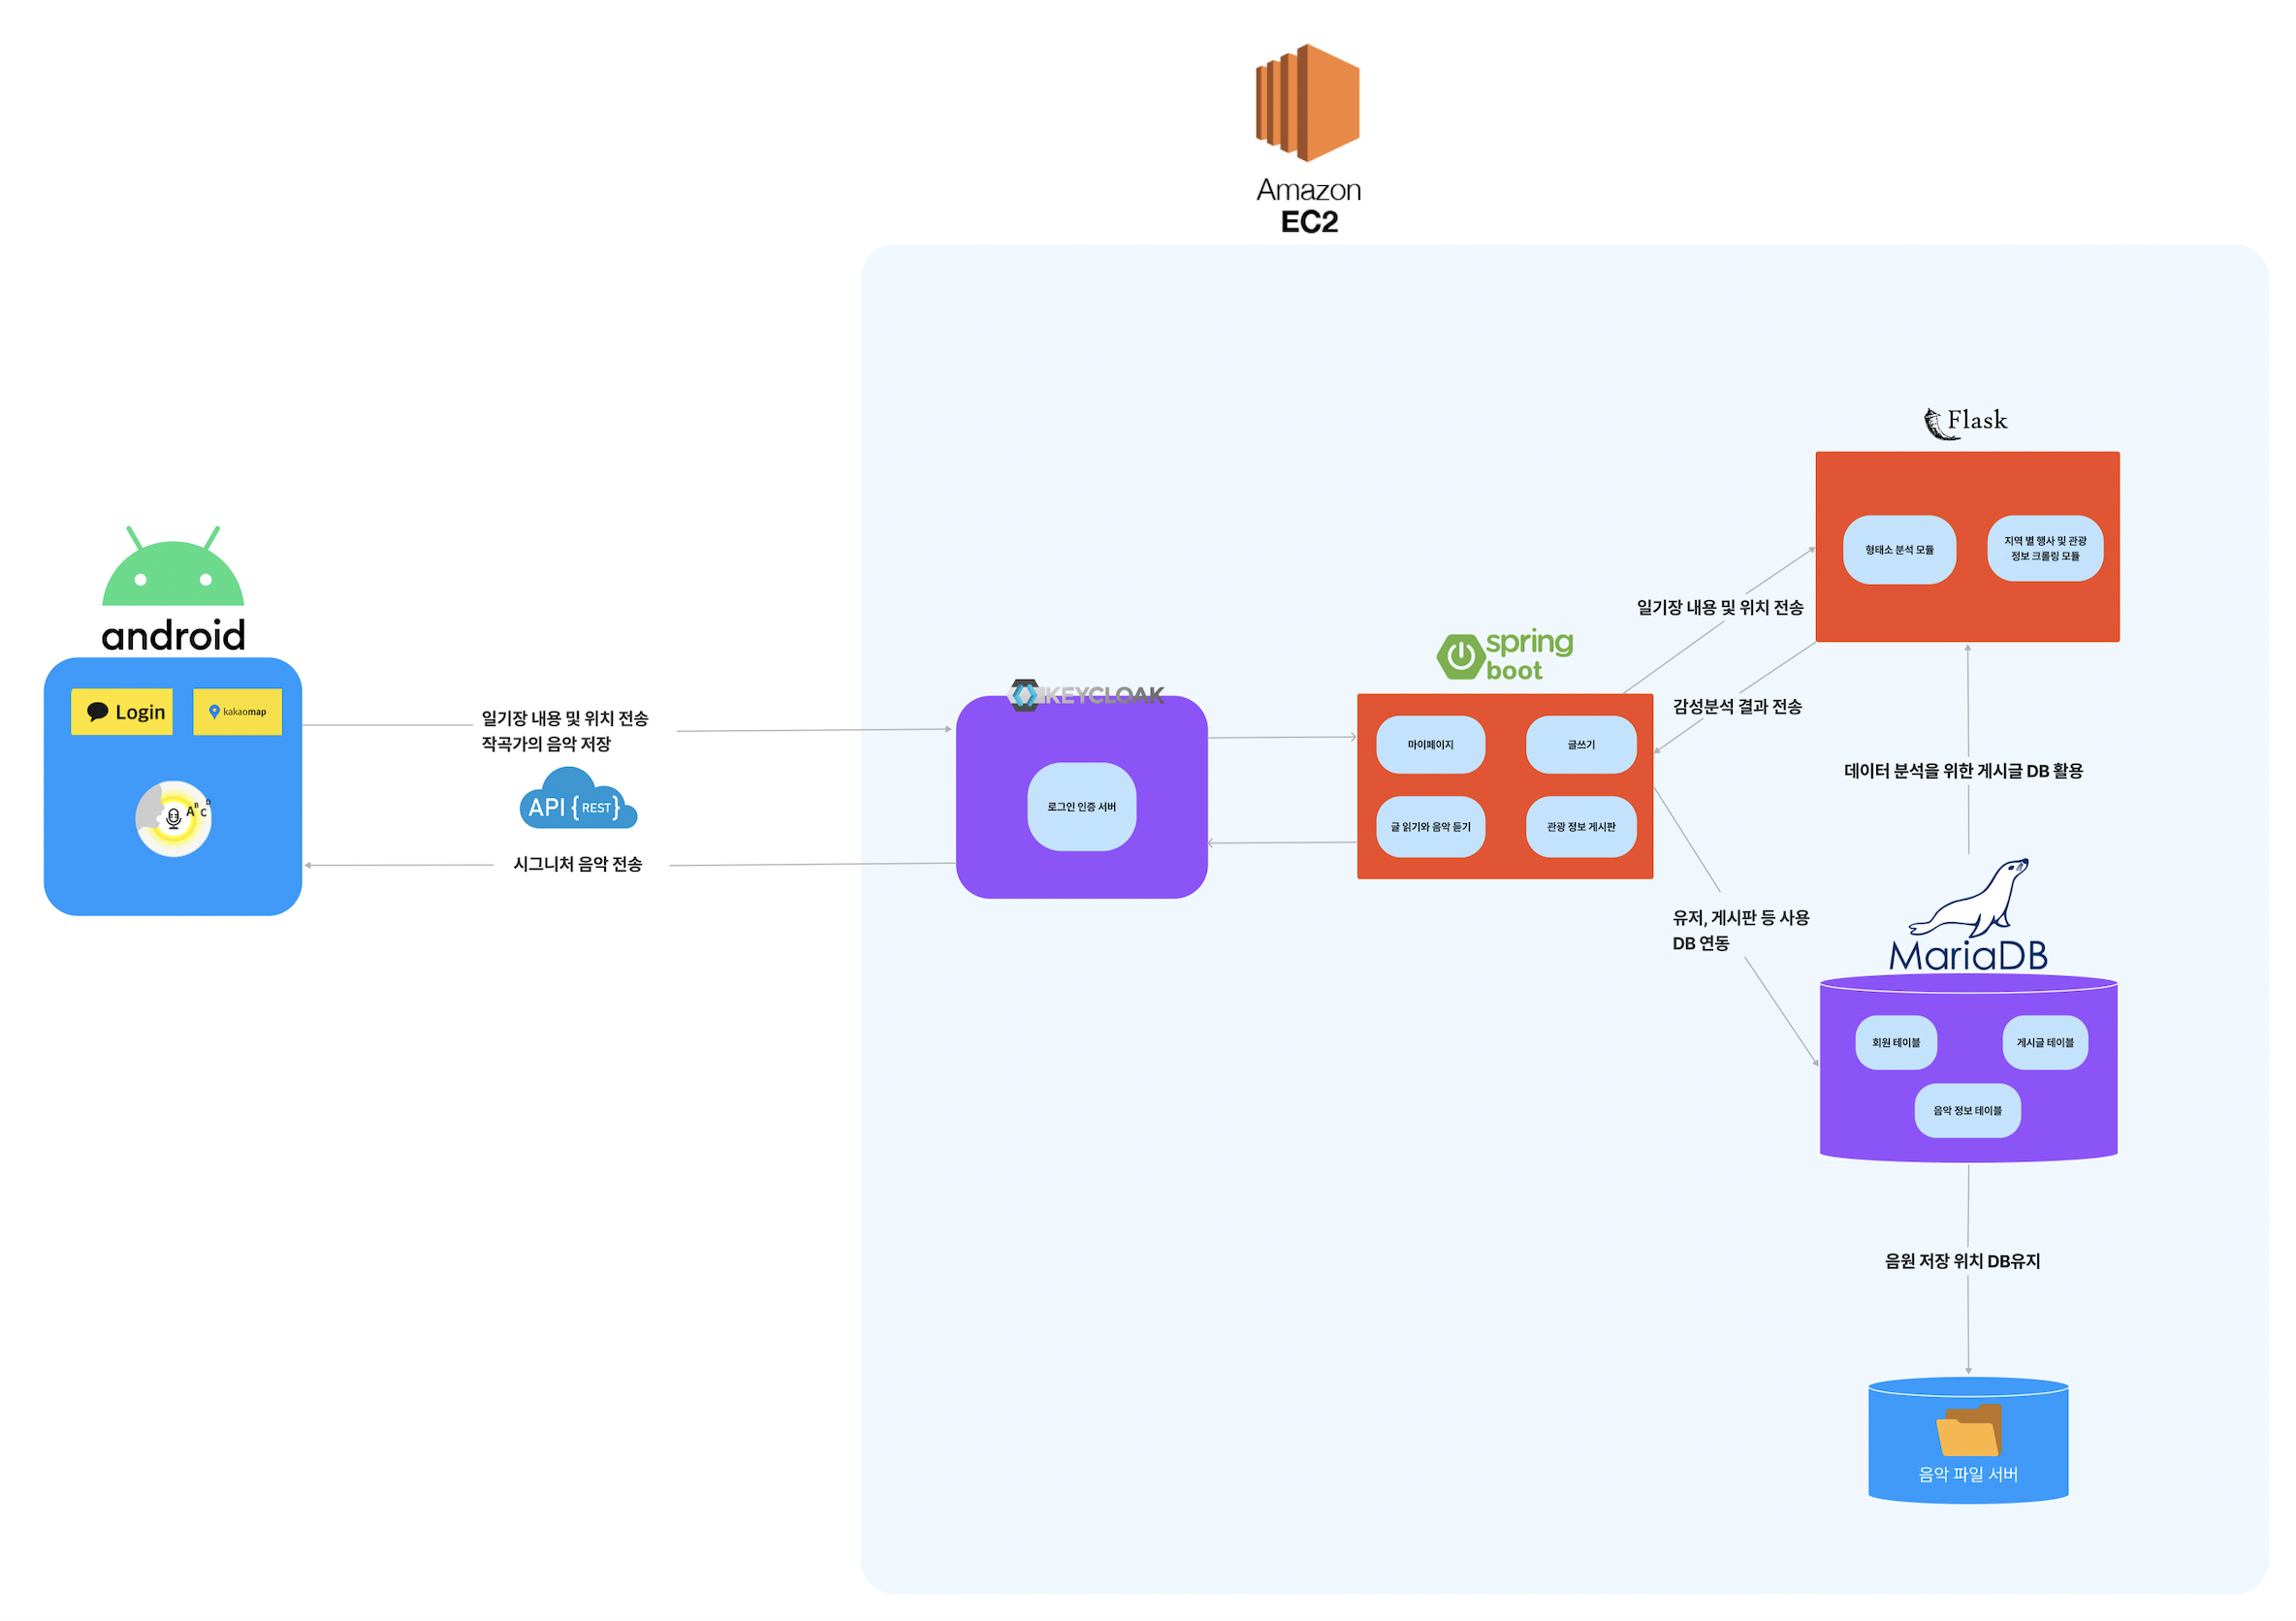 Amazon
EC2
android
Login
kakaomap
A B C D
일기장 내용 및 위치 전송
작곡가의 음악 저장
API { REST }
시그니처 음악 전송
KEYCLOAK
로그인 인증 서버
spring
boot
마이페이지
글쓰기
글 읽기와 음악 듣기
관광 정보 게시판
일기장 내용 및 위치 전송
감성분석 결과 전송
유저, 게시판 등 사용
DB 연동
Flask
형태소 분석 모듈
지역 별 행사 및 관광
정보 크롤링 모듈
데이터 분석을 위한 게시글 DB 활용
MariaDB
회원 테이블
게시글 테이블
음악 정보 테이블
음원 저장 위치 DB유지
음악 파일 서버